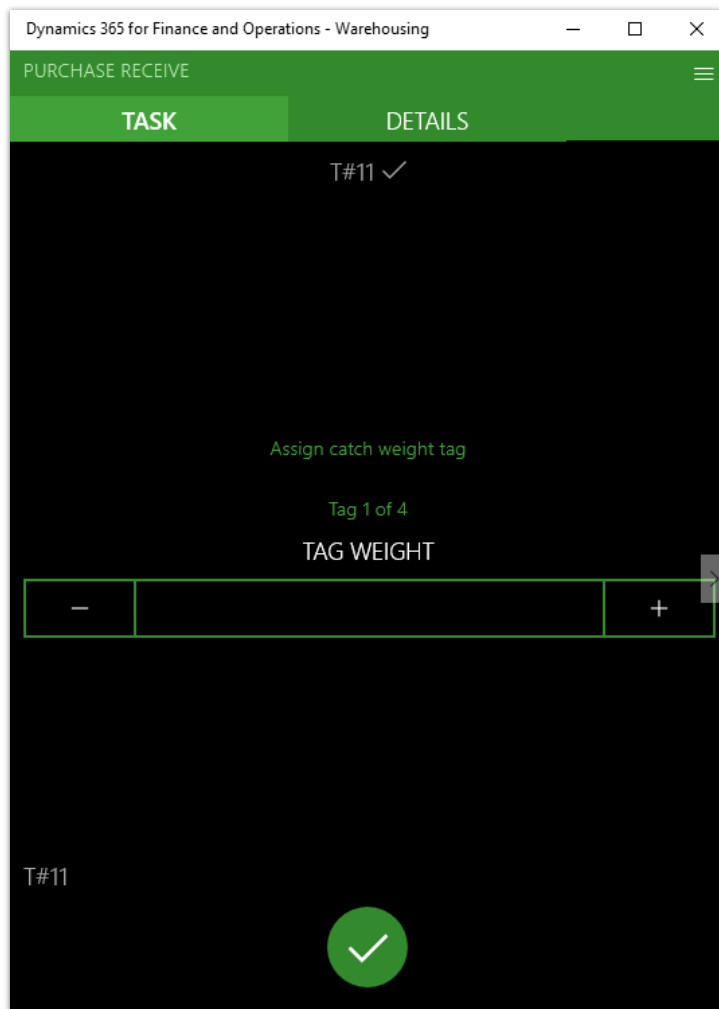 Dynamics 365 for Finance and Operations - Warehousing
PURCHASE RECEIVE
TASK DETAILS
T#11
Assign catch weight tag
Tag 1 of 4
TAG WEIGHT
− +
T#11